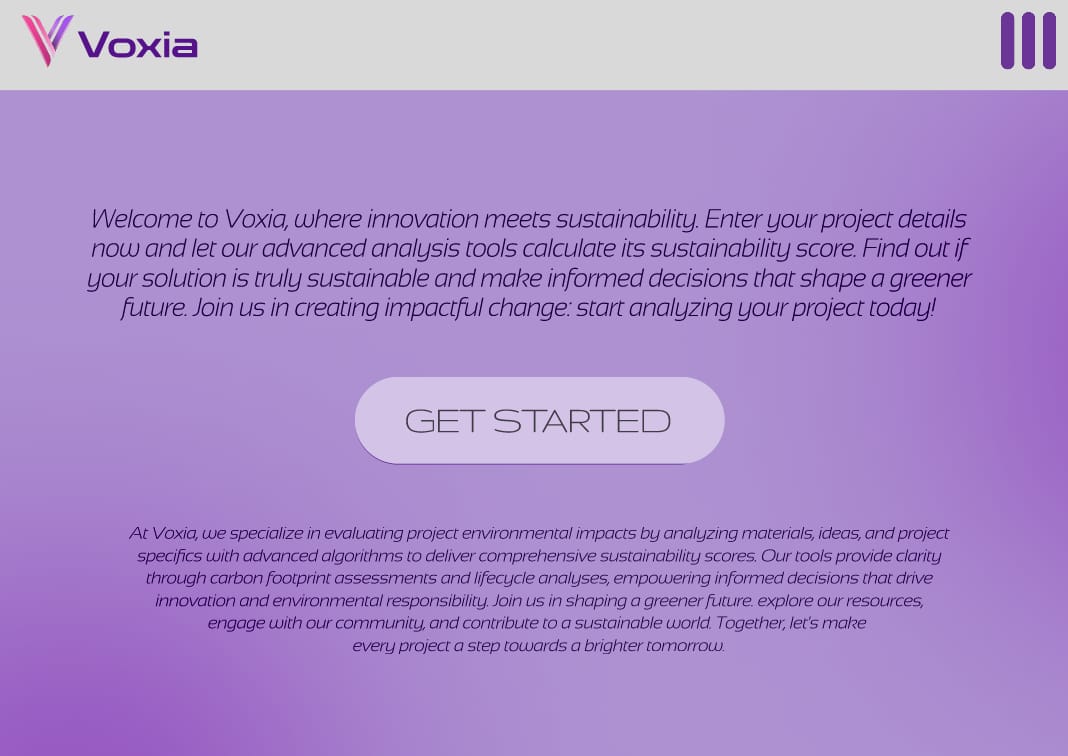 Voxia
Welcome to Voxia, where innovation meets sustainability. Enter your project details
now and let our advanced analysis tools calculate its sustainability score. Find out if
your solution is truly sustainable and make informed decisions that shape a greener
future. Join us in creating impactful change: start analyzing your project today!
GET STARTED
At Voxia, we specialize in evaluating project environmental impacts by analyzing materials, ideas, and project
specifics with advanced algorithms to deliver comprehensive sustainability scores. Our tools provide clarity
through carbon footprint assessments and lifecycle analyses, empowering informed decisions that drive
innovation and environmental responsibility. Join us in shaping a greener future. explore our resources,
engage with our community, and contribute to a sustainable world. Together, let's make
every project a step towards a brighter tomorrow.